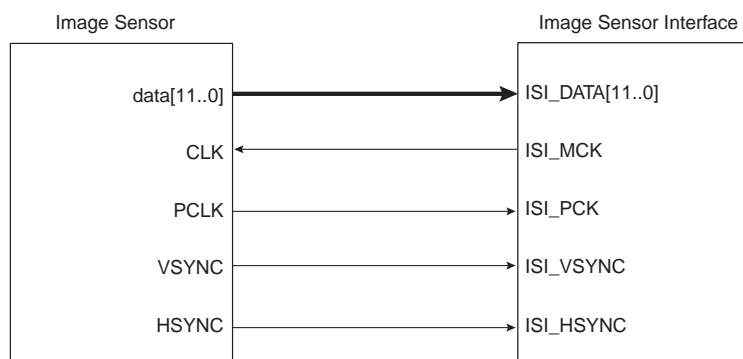 Image Sensor
Image Sensor Interface
data[11..0]
ISI_DATA[11..0]
CLK
ISI_MCK
PCLK
ISI_PCK
VSYNC
ISI_VSYNC
HSYNC
ISI_HSYNC